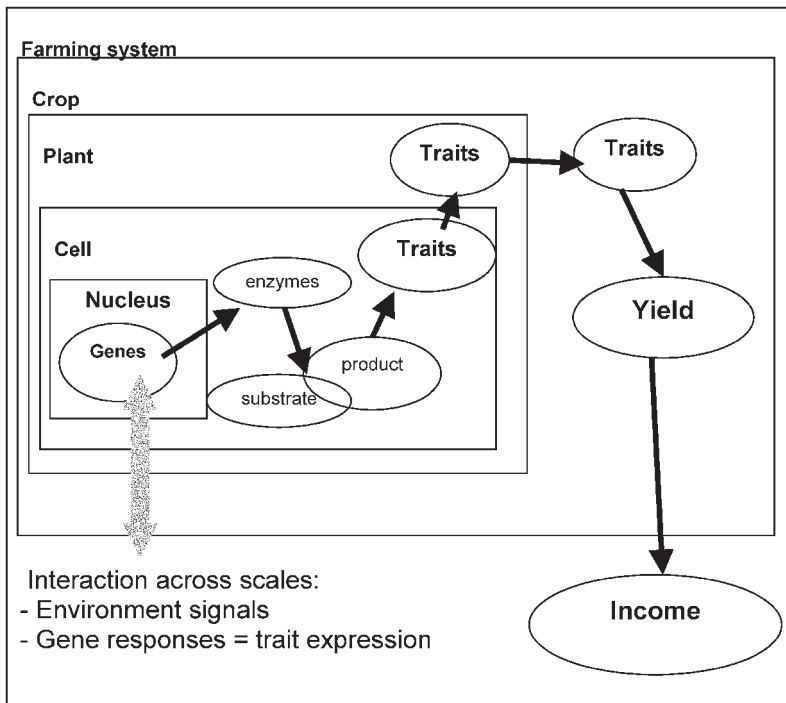 Farming system
Crop
Plant
Traits
Traits
Cell
Traits
enzymes
Nucleus
Genes
product
substrate
Yield
Interaction across scales:
- Environment signals
- Gene responses = trait expression
Income